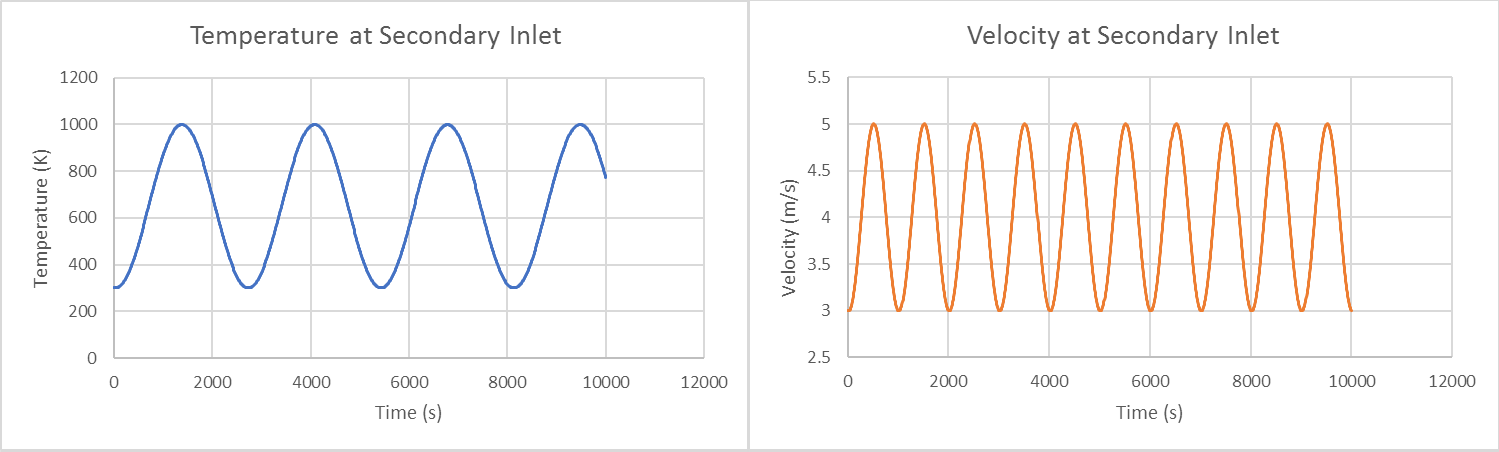 Temperature at Secondary Inlet
Temperature (K)
1200
1000
800
600
400
200
0
0 2000 4000 6000 8000 10000 12000
Time (s)
Velocity at Secondary Inlet
Velocity (m/s)
5.5
5
4.5
4
3.5
3
2.5
0 2000 4000 6000 8000 10000 12000
Time (s)